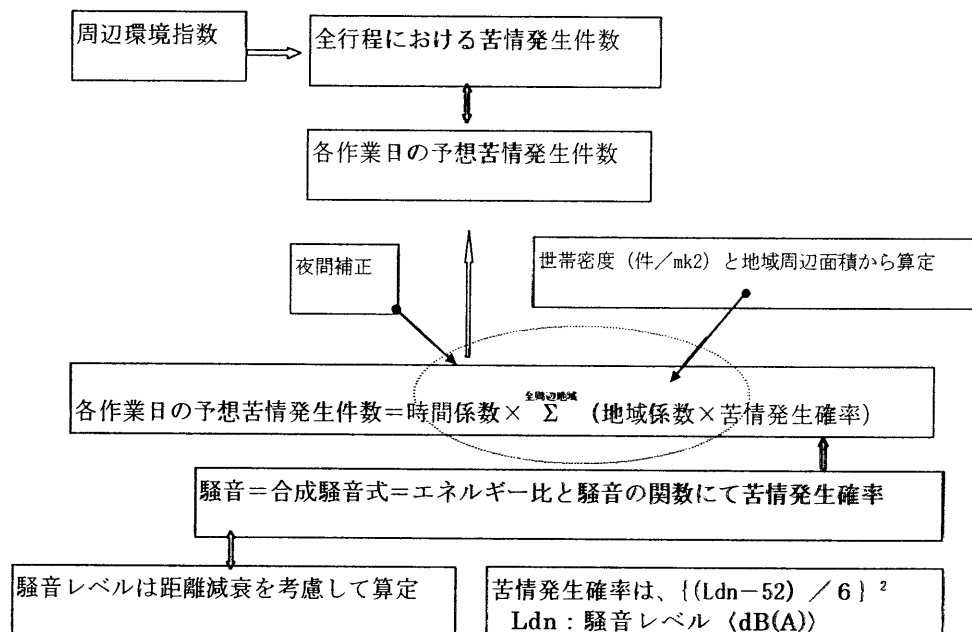 周辺環境指数
全行程における苦情発生件数
各作業日の予想苦情発生件数
夜間補正
世帯密度（件／mk2）と地域周辺面積から算定
各作業日の予想苦情発生件数＝時間係数×Σ（地域係数×苦情発生確率）
騒音＝合成騒音式＝エネルギー比と騒音の関数にて苦情発生確率
騒音レベルは距離減衰を考慮して算定
苦情発生確率は、{(Ldn−52) ／6}²
Ldn：騒音レベル〈dB(A)〉